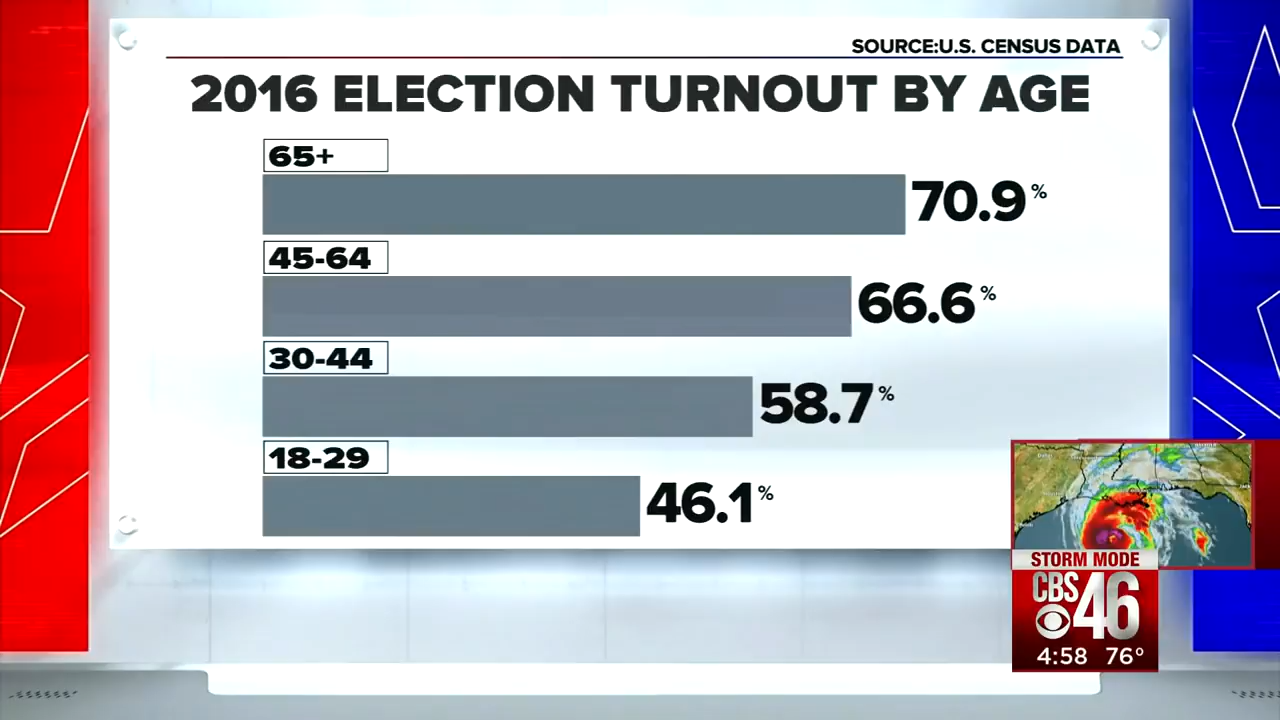 SOURCE:U.S. CENSUS DATA
2016 ELECTION TURNOUT BY AGE
65+
70.9%
45-64
66.6%
30-44
58.7%
18-29
46.1%
STORM MODE
CBS 46
4:58 76°